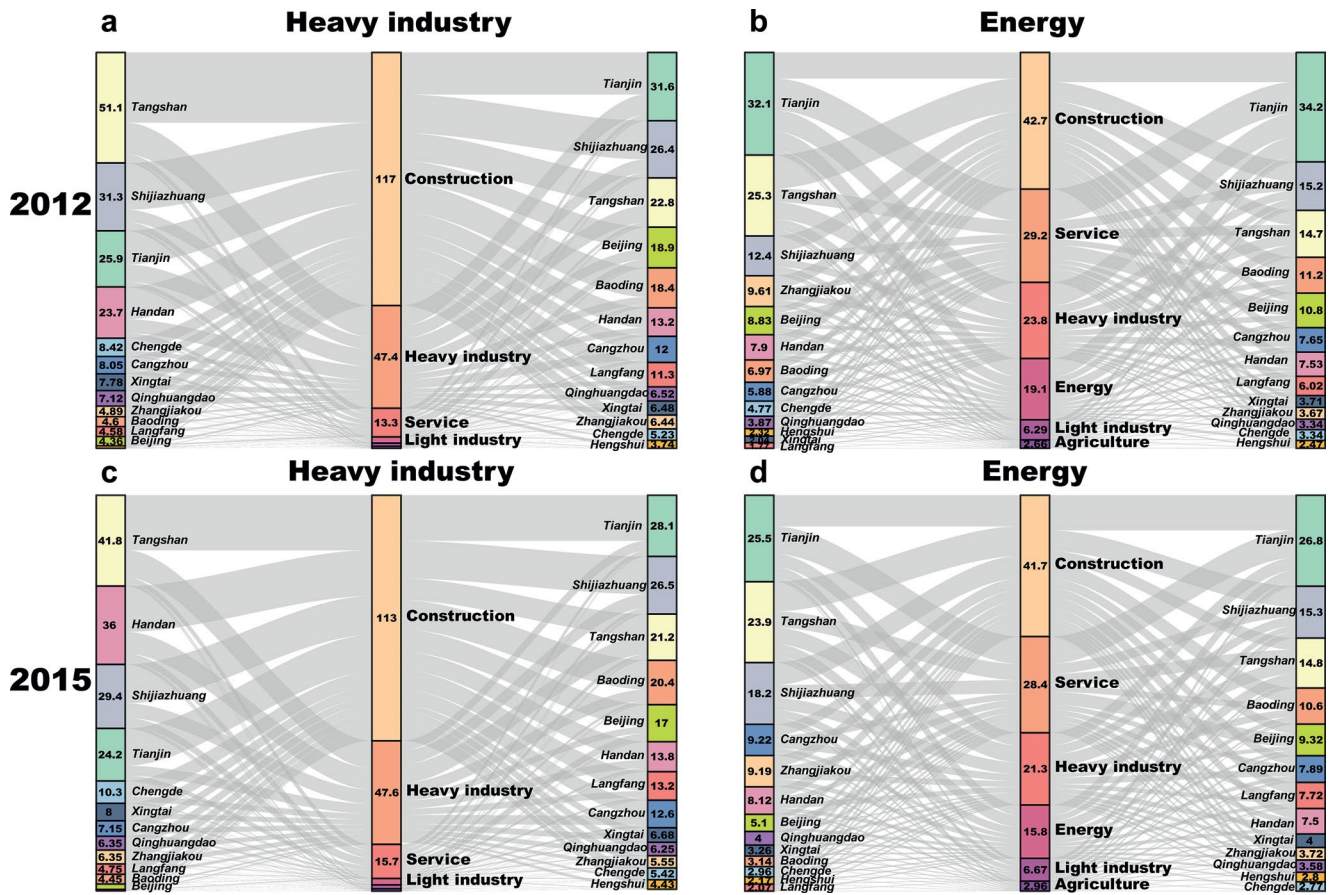 a
Heavy industry
2012
51.1 Tangshan
31.3 Shijiazhuang
25.9 Tianjin
23.7 Handan
8.42 Chengde
8.05 Cangzhou
7.78 Xingtai
7.12 Qinghuangdao
4.89 Zhangjiakou
4.6 Baoding
4.58 Langfang
4.36 Beijing
117 Construction
47.4 Heavy industry
13.3 Service
Light industry
Tianjin 31.6
Shijiazhuang 26.4
Tangshan 22.8
Beijing 18.9
Baoding 18.4
Handan 13.2
Cangzhou 12
Langfang 11.3
Qinghuangdao 6.52
Xingtai 6.48
Zhangjiakou 6.44
Chengde 5.23
Hengshui 3.74
b
Energy
32.1 Tianjin
25.3 Tangshan
12.4 Shijiazhuang
9.61 Zhangjiakou
8.83 Beijing
7.9 Handan
6.97 Baoding
5.88 Cangzhou
4.77 Chengde
3.87 Qinghuangdao
2.32 Hengshui
2.04 Xingtai
1.77 Langfang
42.7 Construction
29.2 Service
23.8 Heavy industry
19.1 Energy
6.29 Light industry
2.66 Agriculture
Tianjin 34.2
Shijiazhuang 15.2
Tangshan 14.7
Baoding 11.2
Beijing 10.8
Cangzhou 7.65
Handan 7.53
Langfang 6.02
Xingtai 3.71
Zhangjiakou 3.67
Qinghuangdao 3.34
Chengde 3.34
Hengshui 2.47
c
Heavy industry
2015
41.8 Tangshan
36 Handan
29.4 Shijiazhuang
24.2 Tianjin
10.3 Chengde
8 Xingtai
7.15 Cangzhou
6.35 Qinghuangdao
6.35 Zhangjiakou
4.75 Langfang
4.45 Baoding
Beijing
113 Construction
47.6 Heavy industry
15.7 Service
Light industry
Tianjin 28.1
Shijiazhuang 26.5
Tangshan 21.2
Baoding 20.4
Beijing 17
Handan 13.8
Langfang 13.2
Cangzhou 12.6
Xingtai 6.68
Qinghuangdao 6.25
Zhangjiakou 5.55
Chengde 5.42
Hengshui 4.43
d
Energy
25.5 Tianjin
23.9 Tangshan
18.2 Shijiazhuang
9.22 Cangzhou
9.19 Zhangjiakou
8.12 Handan
5.1 Beijing
4 Qinghuangdao
3.26 Xingtai
3.14 Baoding
2.96 Chengde
2.17 Hengshui
2.07 Langfang
41.7 Construction
28.4 Service
21.3 Heavy industry
15.8 Energy
6.67 Light industry
2.96 Agriculture
Tianjin 26.8
Shijiazhuang 15.3
Tangshan 14.8
Baoding 10.6
Beijing 9.32
Cangzhou 7.89
Langfang 7.72
Handan 7.5
Xingtai 4
Zhangjiakou 3.72
Qinghuangdao 3.58
Hengshui 2.8
Chengde 2.77